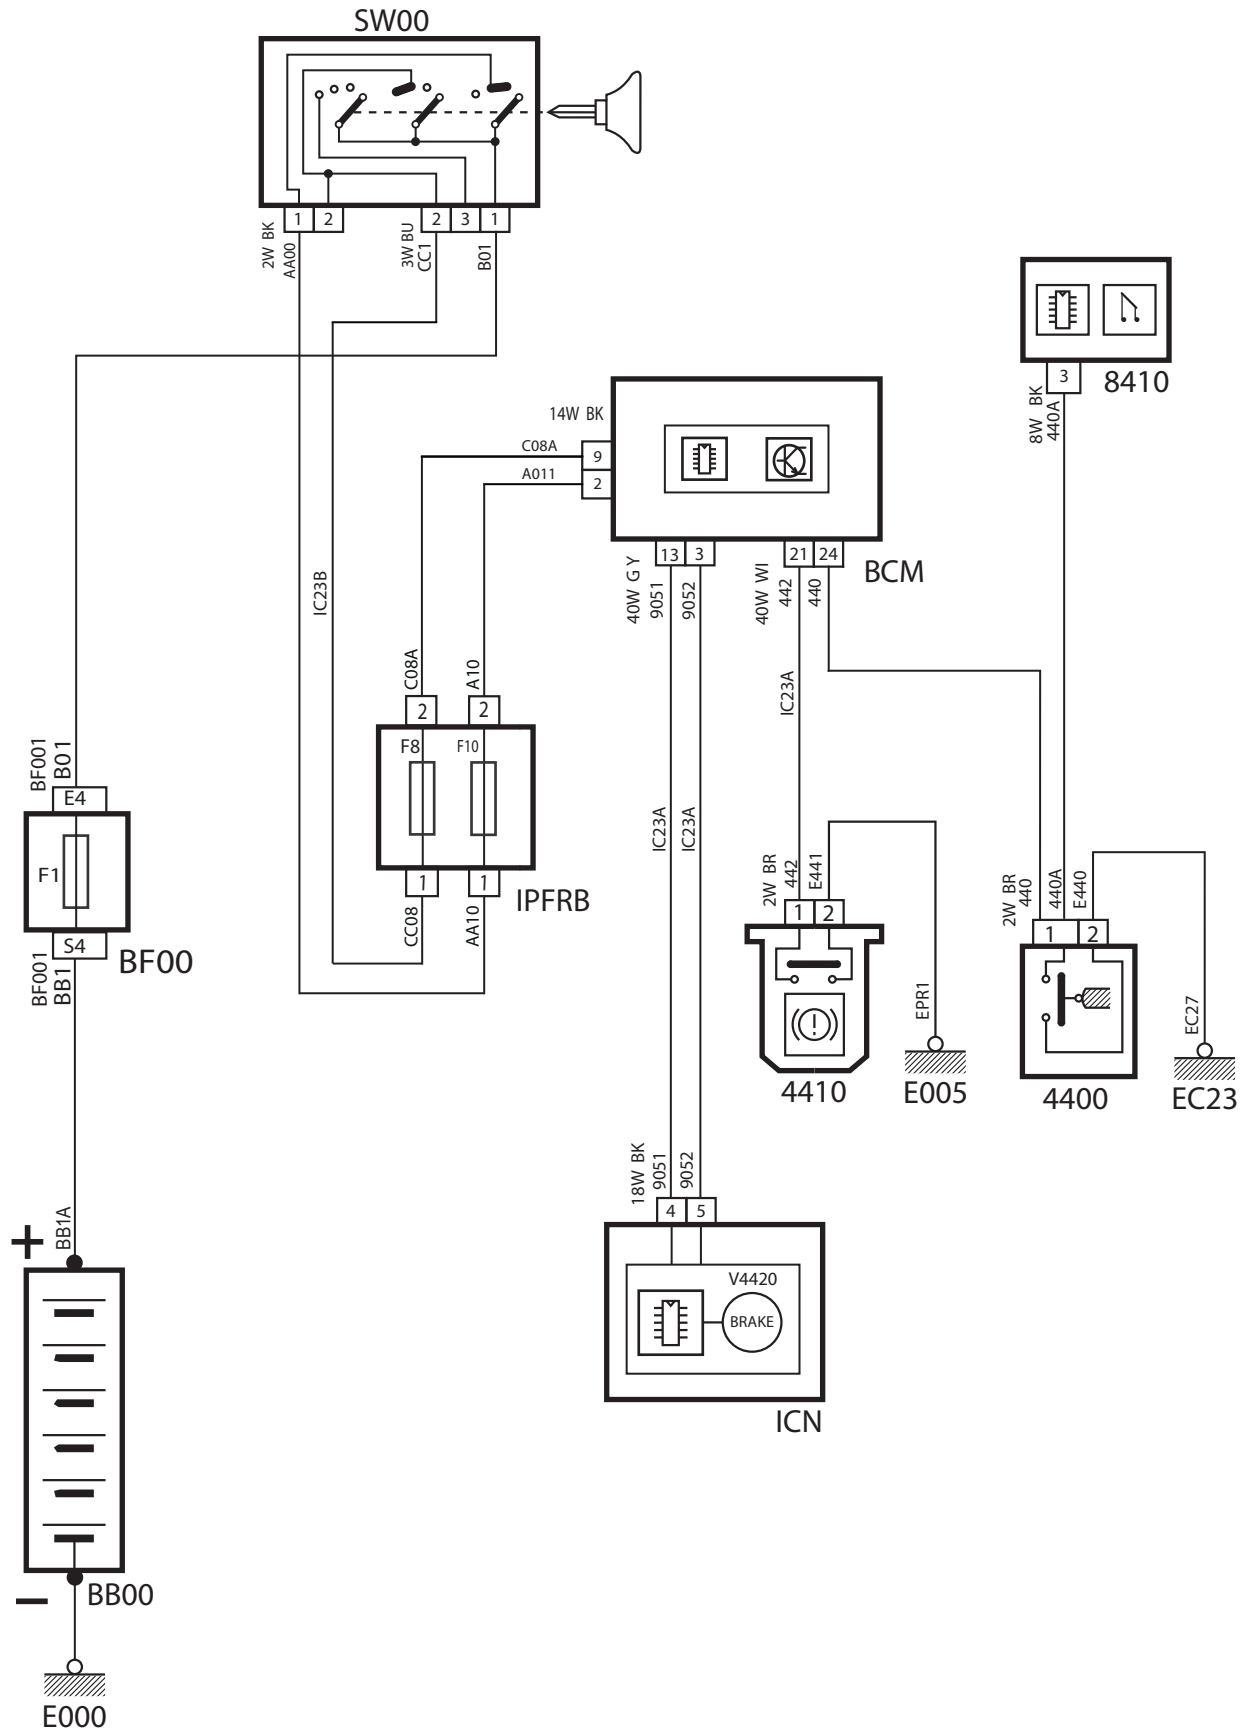 SW00
1
2
2
3
1
2W BK
AA00
3W BU
CC1
B01
8410
3
8W BK
440A
14W BK
C08A
9
A011
2
BCM
13
3
21
24
40W G Y
9051
9052
40W WI
442
440
IC23B
IC23A
C08A
A10
2
2
F8
F10
1
1
IPFRB
CC08
AA10
BF001
B01
E4
F1
S4
BF00
BF001
BB1
IC23A
IC23A
2W BR
442
E441
1
2
4410
EPR1
E005
2W BR
440
440A
E440
1
2
4400
EC27
EC23
18W BK
9051
9052
4
5
V4420
BRAKE
ICN
BB1A
+
–
BB00
E000